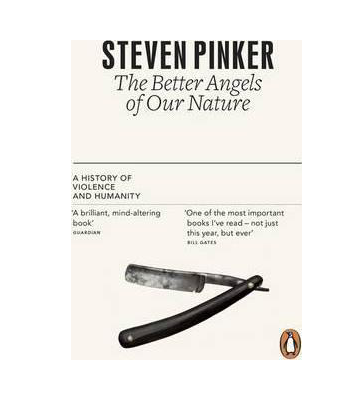 STEVEN PINKER
The Better Angels
of Our Nature
A HISTORY OF
VIOLENCE
AND HUMANITY
'A brilliant, mind-altering
book'
GUARDIAN
'One of the most important
books I've read – not just
this year, but ever'
BILL GATES